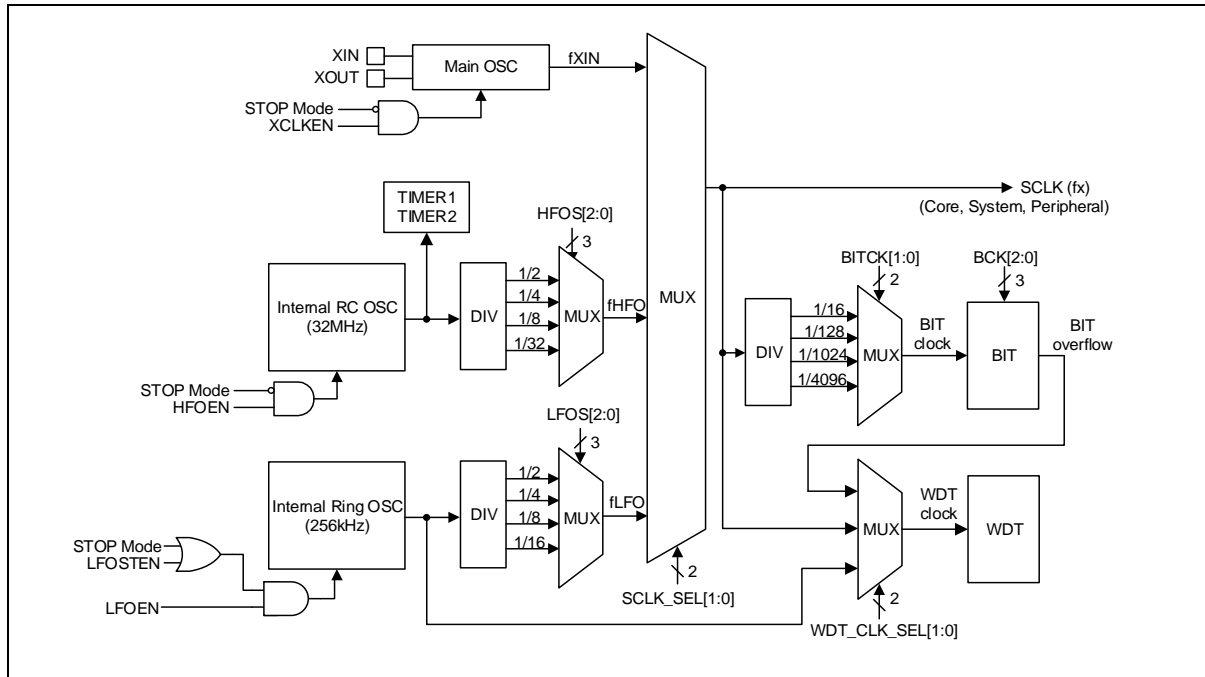 XIN
XOUT
Main OSC
fXIN
STOP Mode
XCLKEN
TIMER1
TIMER2
HFOS[2:0]
3
Internal RC OSC
(32MHz)
DIV
1/2
1/4
1/8
1/32
MUX
fHFO
STOP Mode
HFOEN
LFOS[2:0]
3
Internal Ring OSC
(256kHz)
DIV
1/2
1/4
1/8
1/16
MUX
fLFO
STOP Mode
LFOSTEN
LFOEN
MUX
2
SCLK_SEL[1:0]
SCLK (fx)
(Core, System, Peripheral)
BITCK[1:0]
2
BCK[2:0]
3
DIV
1/16
1/128
1/1024
1/4096
MUX
BIT
clock
BIT
BIT
overflow
MUX
WDT
clock
WDT
2
WDT_CLK_SEL[1:0]